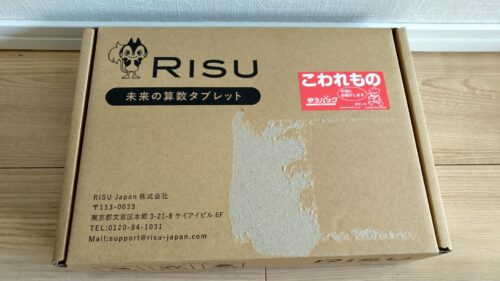 RISU
未来の算数タブレット
こわれもの
ゆうパック
RISU Japan 株式会社
〒113-0033
東京都文京区本郷 3-21-8 ケイアイビル 6F
TEL:0120-84-1031
Mail:support@risu-japan.com
RISU